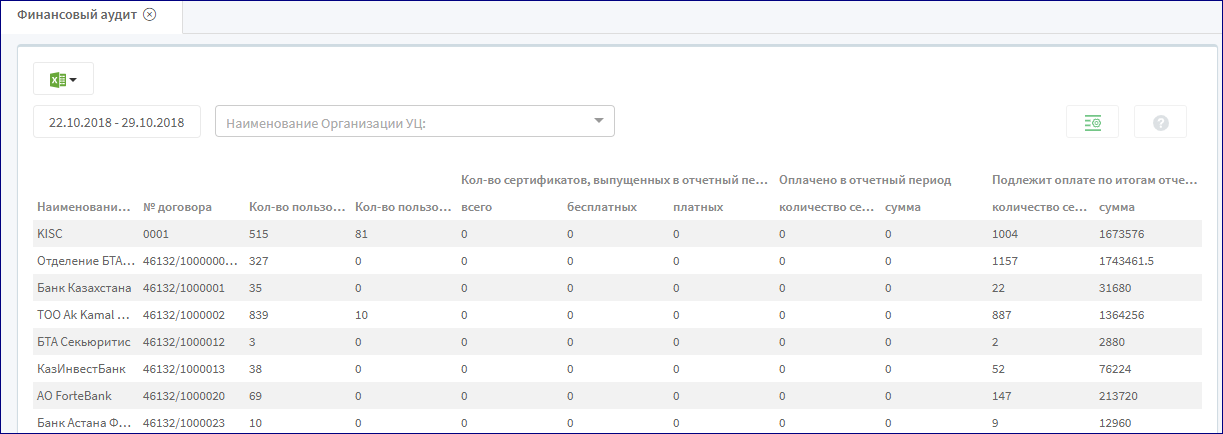 Финансовый аудит
22.10.2018 - 29.10.2018 Наименование Организации УЦ: ?
Кол-во сертификатов, выпущенных в отчетный пе... Оплачено в отчетный период Подлежит оплате по итогам отче...
Наименовани... № договора Кол-во пользо... Кол-во пользо... всего бесплатных платных количество се... сумма количество се... сумма
KISC 0001 515 81 0 0 0 0 0 1004 1673576
Отделение БТА... 46132/1000000... 327 0 0 0 0 0 0 1157 1743461.5
Банк Казахстана 46132/1000001 35 0 0 0 0 0 0 22 31680
ТОО Ak Kamal ... 46132/1000002 839 10 0 0 0 0 0 887 1364256
БТА Секьюритис 46132/1000012 3 0 0 0 0 0 0 2 2880
КазИнвестБанк 46132/1000013 38 0 0 0 0 0 0 52 76224
АО ForteBank 46132/1000020 69 0 0 0 0 0 0 147 213720
Банк Астана Ф... 46132/1000023 10 0 0 0 0 0 0 9 12960